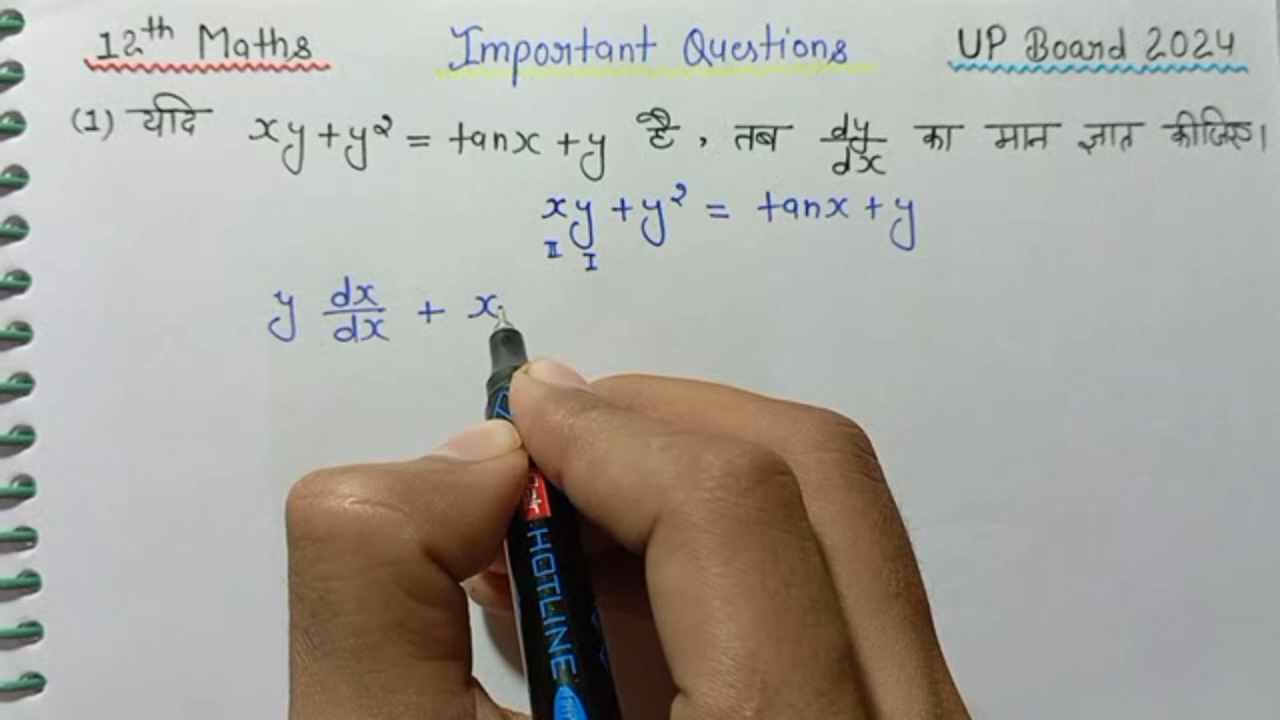 12th Maths Important Questions UP Board 2024
(1) यदि xy + y² = tanx + y है, तब dy/dx का मान ज्ञात कीजिए।
xy + y² = tanx + y
II I
y dx/dx + x
HOTLINE